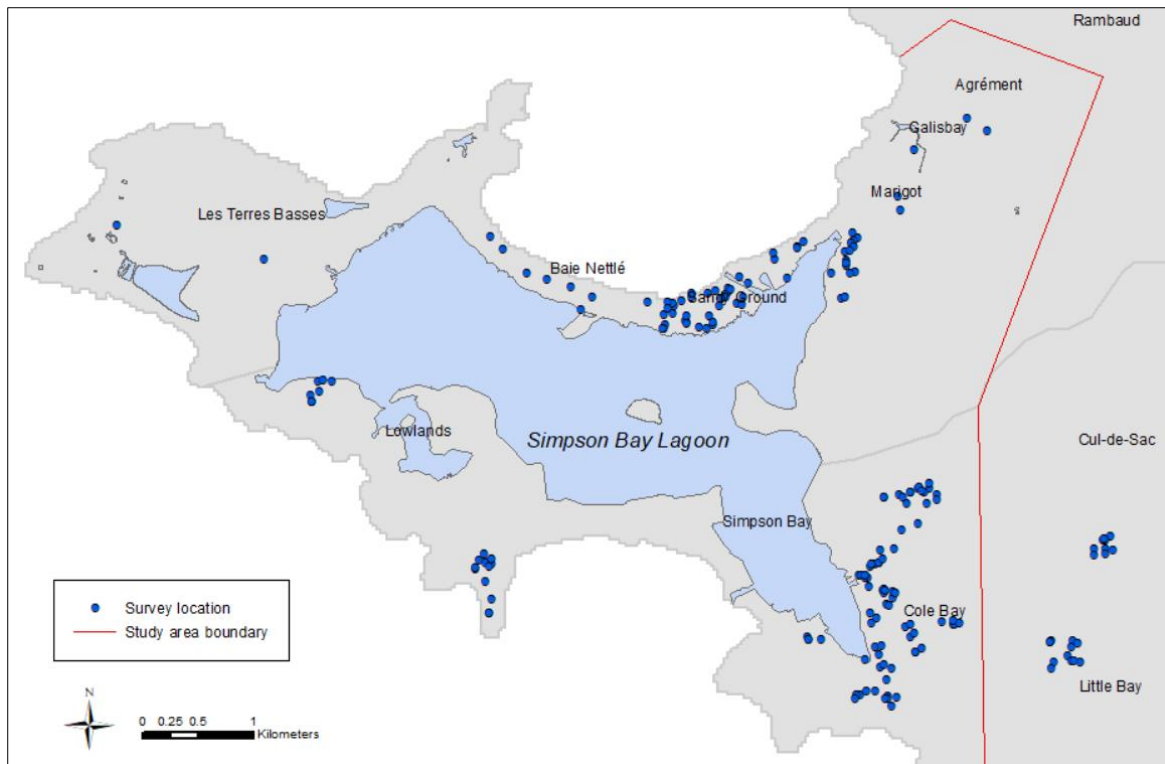 Rambaud
Agrément
Galisbay
Marigot
Les Terres Basses
Baie Nettlé
Sandy Ground
Cul-de-Sac
Lowlands
Simpson Bay Lagoon
Simpson Bay
Cole Bay
Little Bay
Survey location
Study area boundary
N
0 0.25 0.5 1
Kilometers